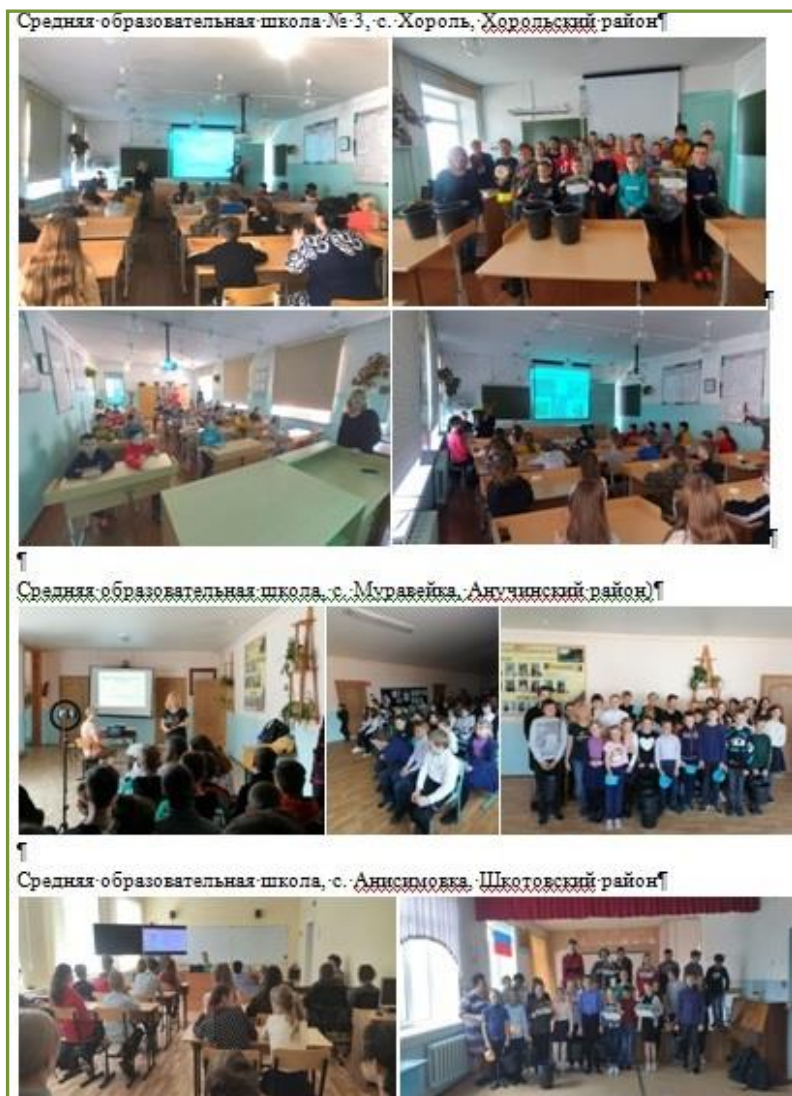 Средняя·образовательная·школа·№·3,·с.·Хороль,·Хорольский·район¶
¶
¶
¶
Средняя·образовательная·школа,·с.·Муравейка,·Анучинский·район)¶
¶
Средняя·образовательная·школа,·с.·Анисимовка,·Шкотовский·район¶